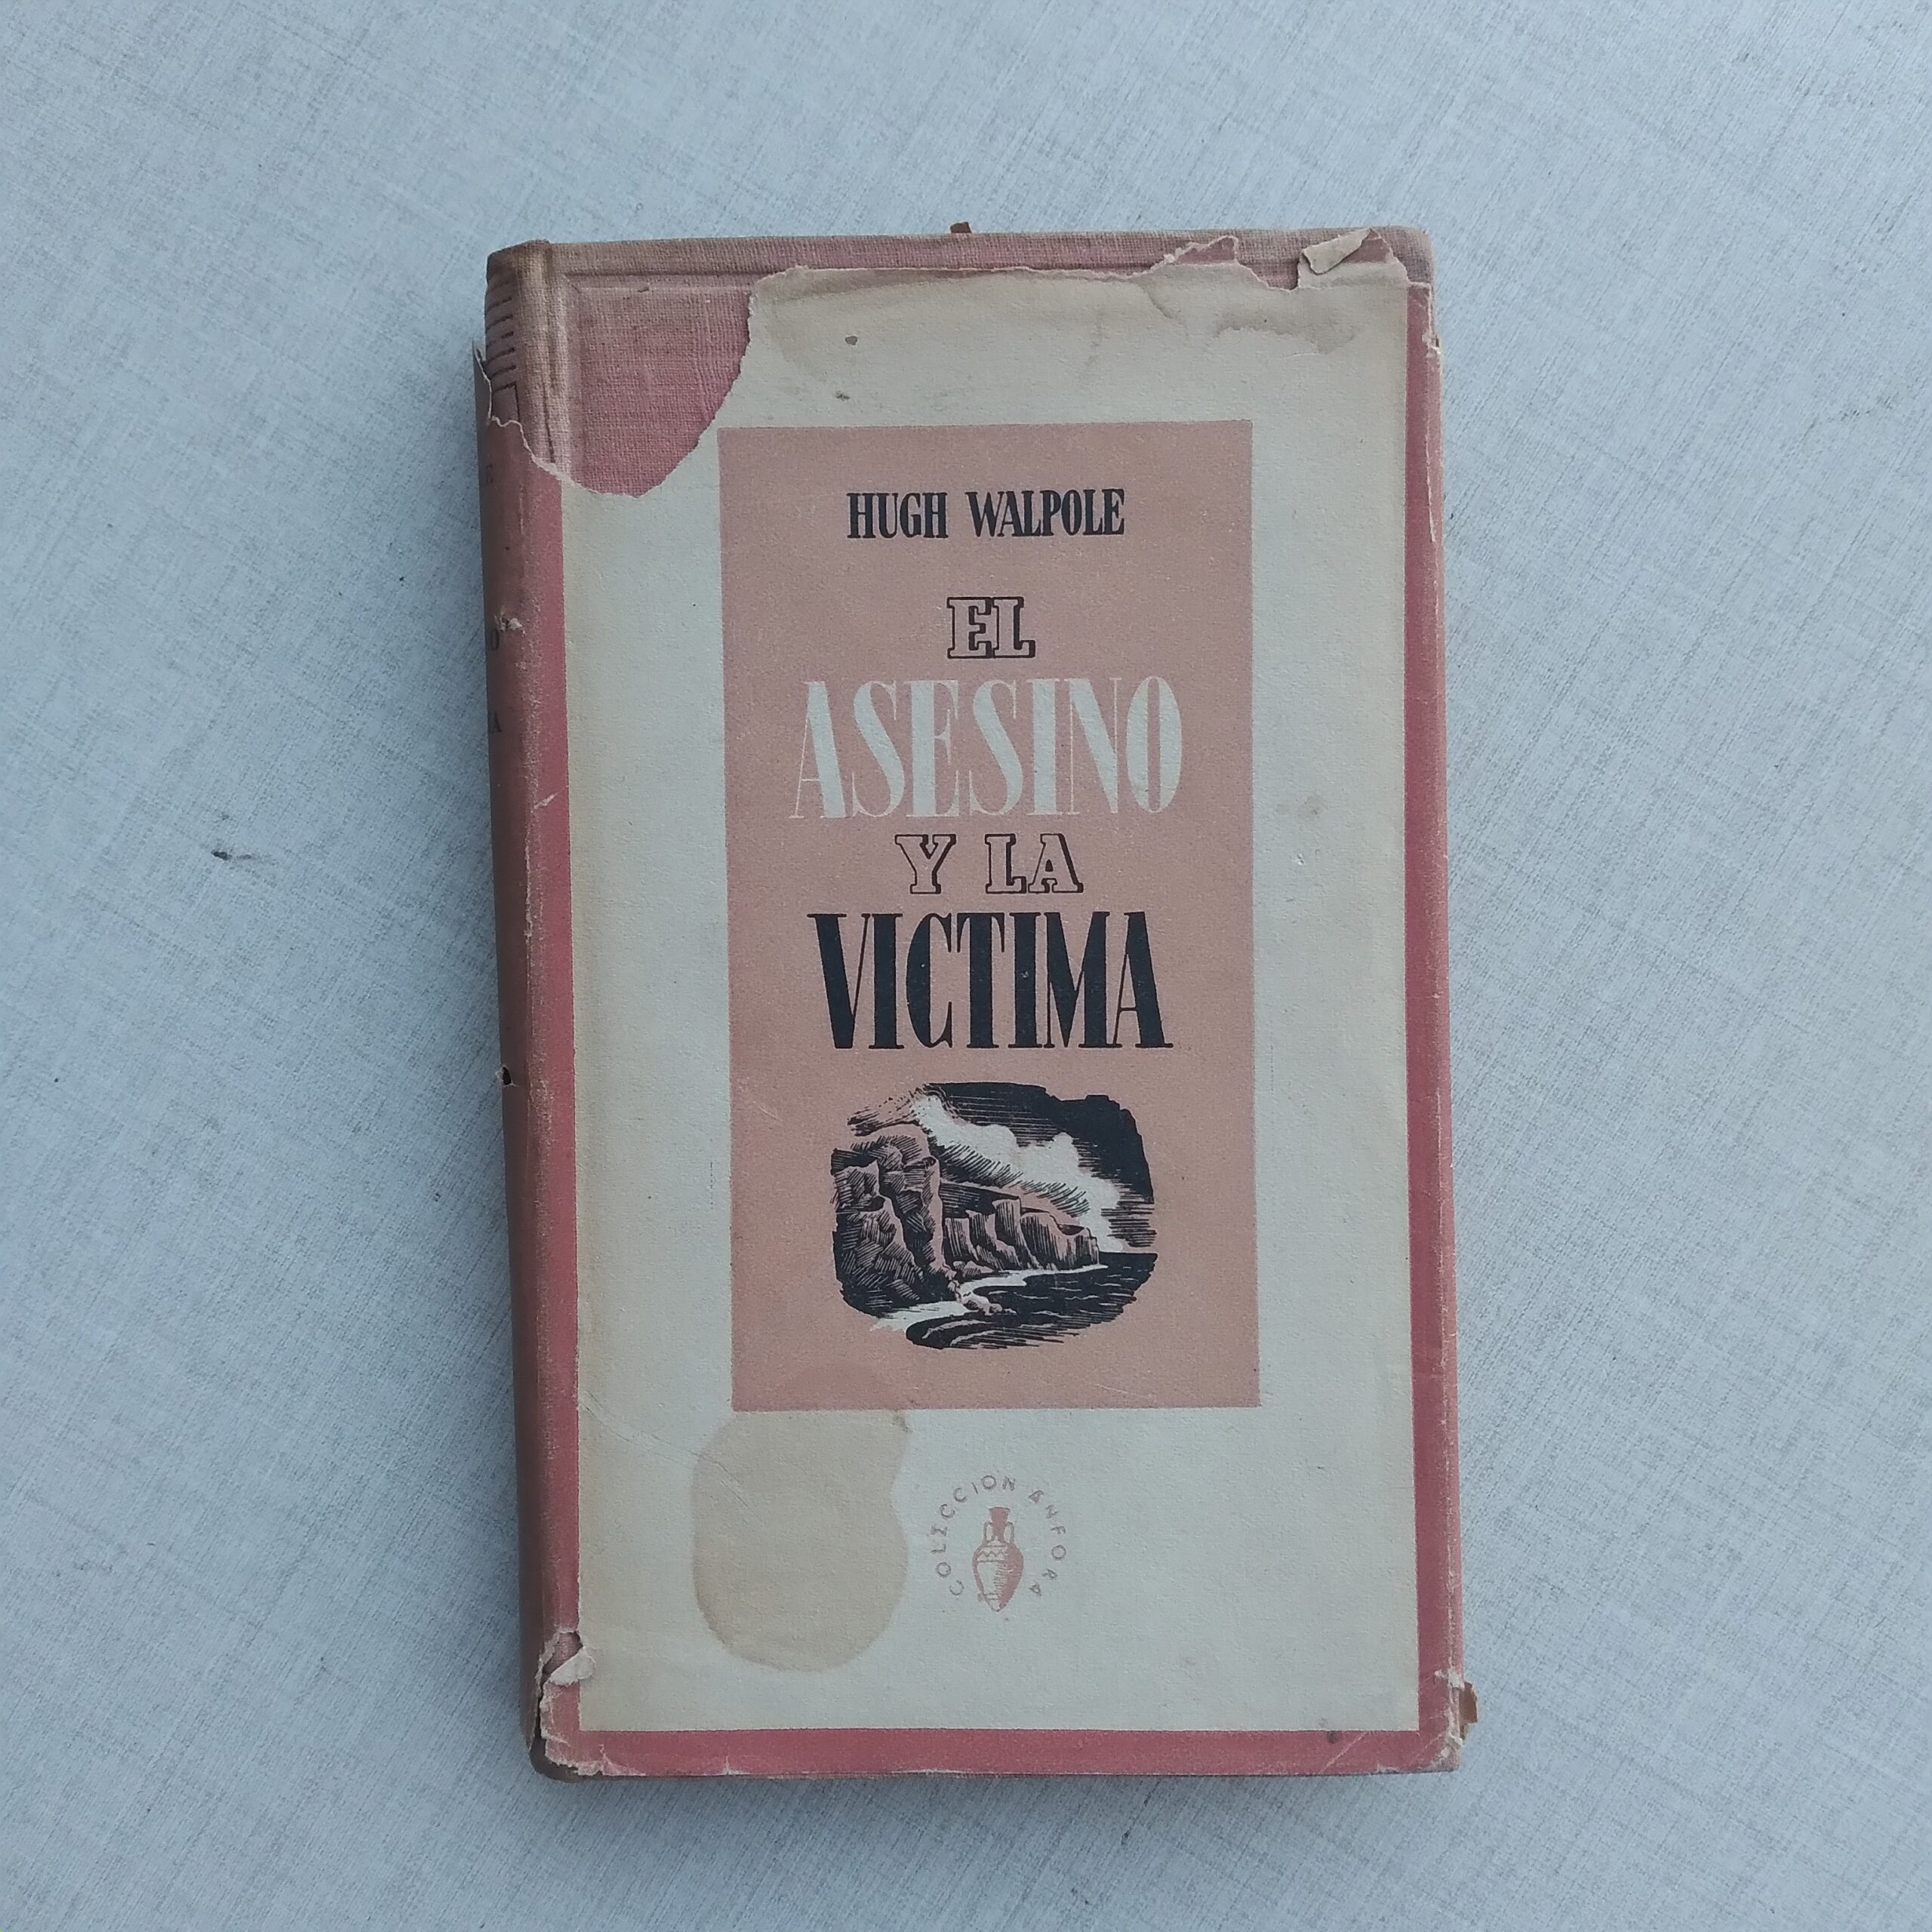 HUGH WALPOLE
EL
ASESINO
Y LA
VICTIMA
COLECCION ANFORA